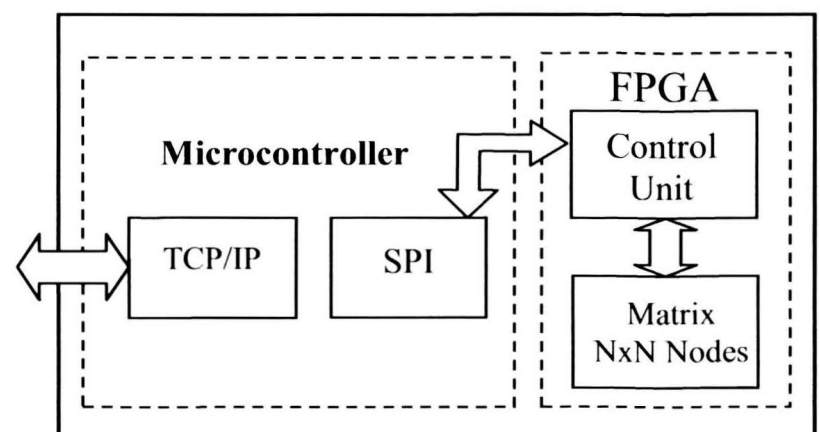 FPGA
Microcontroller
Control
Unit
TCP/IP
SPI
Matrix
NxN Nodes